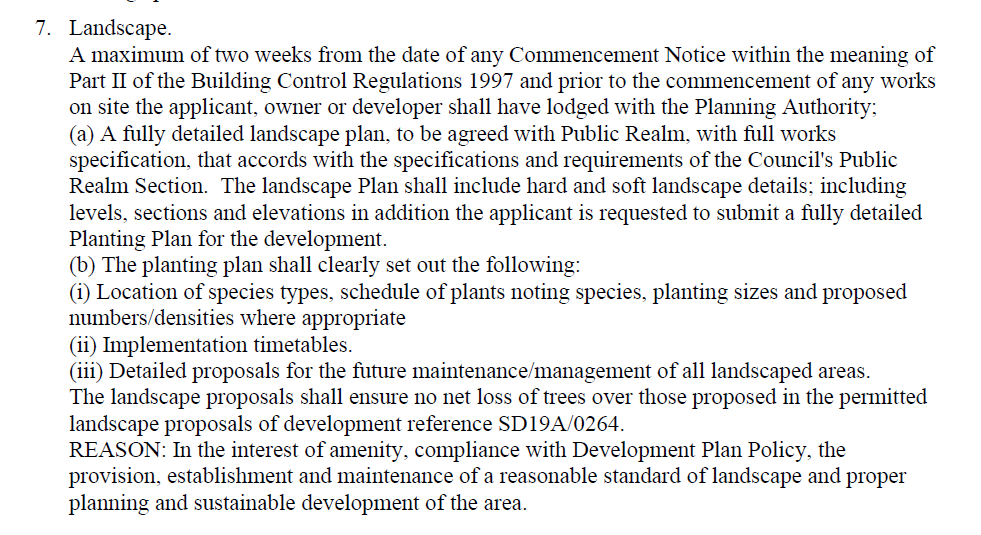 7. Landscape.
A maximum of two weeks from the date of any Commencement Notice within the meaning of
Part II of the Building Control Regulations 1997 and prior to the commencement of any works
on site the applicant, owner or developer shall have lodged with the Planning Authority;
(a) A fully detailed landscape plan, to be agreed with Public Realm, with full works
specification, that accords with the specifications and requirements of the Council's Public
Realm Section. The landscape Plan shall include hard and soft landscape details; including
levels, sections and elevations in addition the applicant is requested to submit a fully detailed
Planting Plan for the development.
(b) The planting plan shall clearly set out the following:
(i) Location of species types, schedule of plants noting species, planting sizes and proposed
numbers/densities where appropriate
(ii) Implementation timetables.
(iii) Detailed proposals for the future maintenance/management of all landscaped areas.
The landscape proposals shall ensure no net loss of trees over those proposed in the permitted
landscape proposals of development reference SD19A/0264.
REASON: In the interest of amenity, compliance with Development Plan Policy, the
provision, establishment and maintenance of a reasonable standard of landscape and proper
planning and sustainable development of the area.